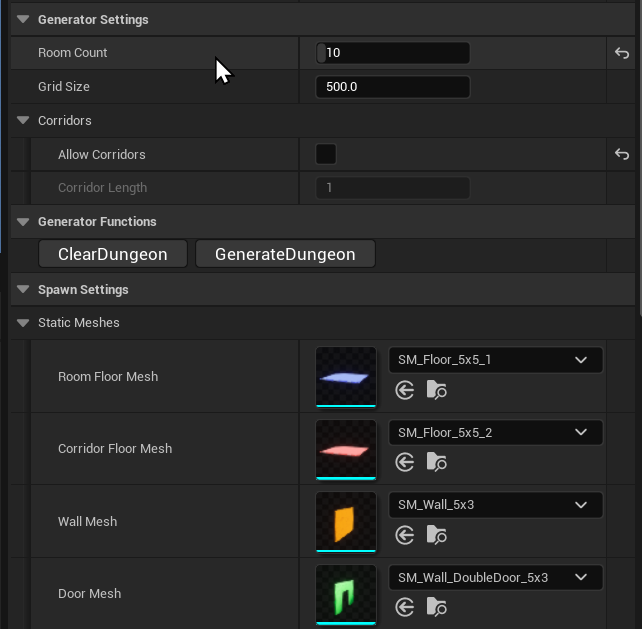 Generator Settings
Room Count 10
Grid Size 500.0
Corridors
Allow Corridors
Corridor Length 1
Generator Functions
ClearDungeon GenerateDungeon
Spawn Settings
Static Meshes
Room Floor Mesh SM_Floor_5x5_1
Corridor Floor Mesh SM_Floor_5x5_2
Wall Mesh SM_Wall_5x3
Door Mesh SM_Wall_DoubleDoor_5x3